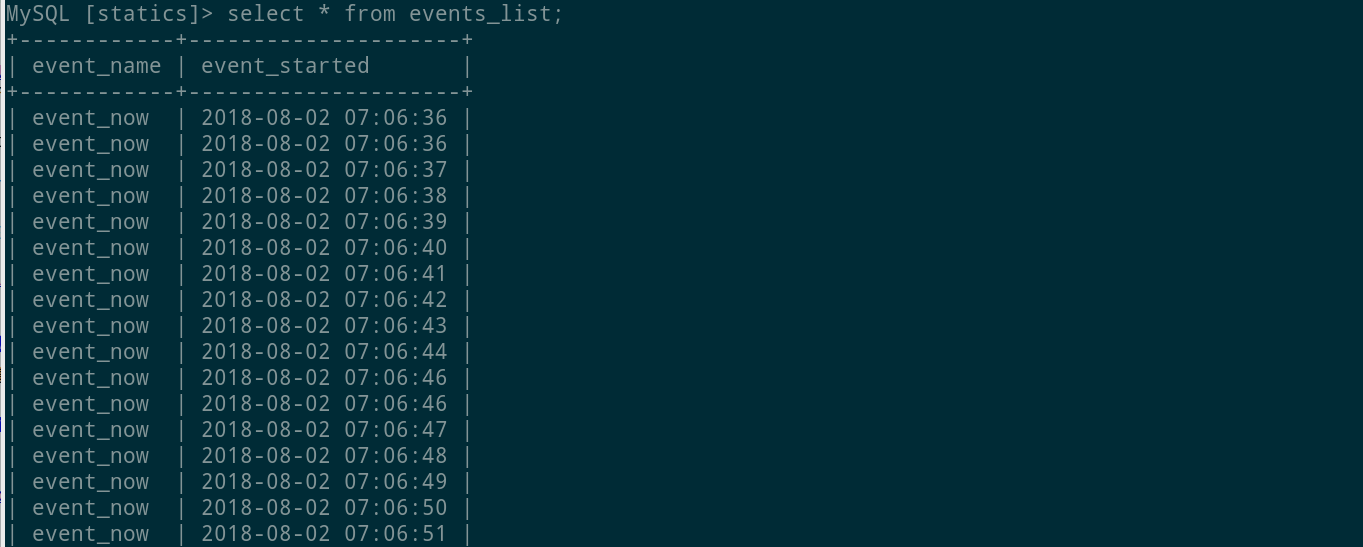 MySQL [statics]> select * from events_list;
+------------+---------------------+
| event_name | event_started       |
+------------+---------------------+
| event_now  | 2018-08-02 07:06:36 |
| event_now  | 2018-08-02 07:06:36 |
| event_now  | 2018-08-02 07:06:37 |
| event_now  | 2018-08-02 07:06:38 |
| event_now  | 2018-08-02 07:06:39 |
| event_now  | 2018-08-02 07:06:40 |
| event_now  | 2018-08-02 07:06:41 |
| event_now  | 2018-08-02 07:06:42 |
| event_now  | 2018-08-02 07:06:43 |
| event_now  | 2018-08-02 07:06:44 |
| event_now  | 2018-08-02 07:06:46 |
| event_now  | 2018-08-02 07:06:46 |
| event_now  | 2018-08-02 07:06:47 |
| event_now  | 2018-08-02 07:06:48 |
| event_now  | 2018-08-02 07:06:49 |
| event_now  | 2018-08-02 07:06:50 |
| event_now  | 2018-08-02 07:06:51 |